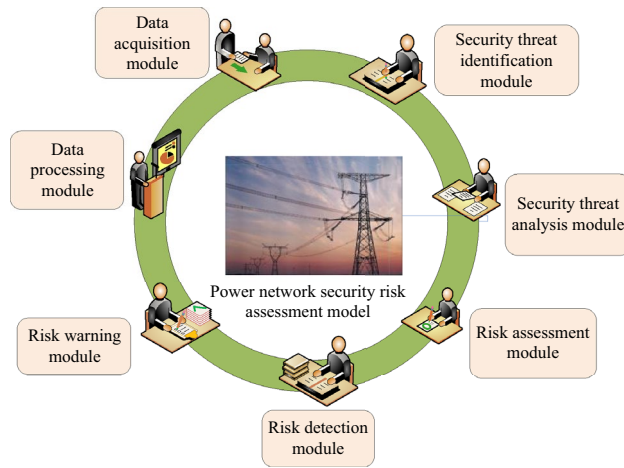 Data
acquisition
module
Security threat
identification
module
Data
processing
module
Security threat
analysis module
Power network security risk
assessment model
Risk warning
module
Risk assessment
module
Risk detection
module